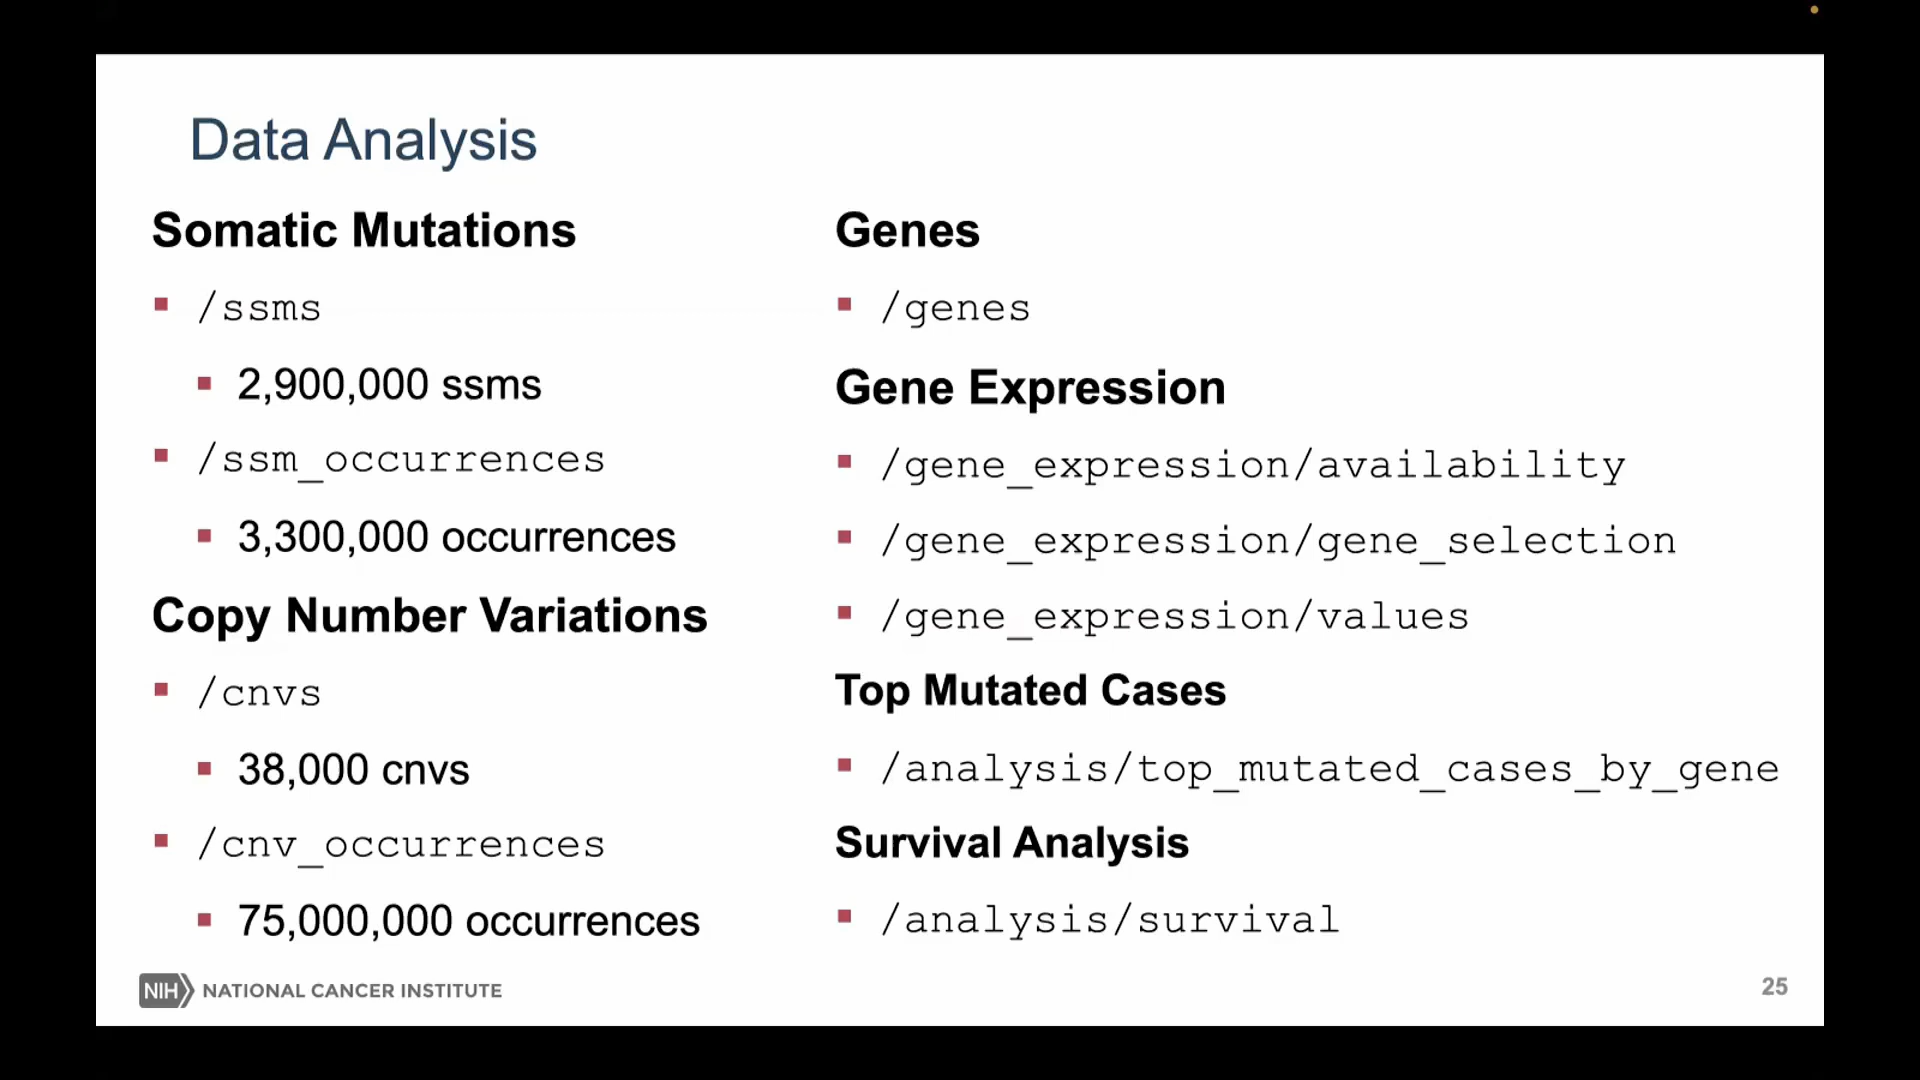 Data Analysis
Somatic Mutations
/ssms
2,900,000 ssms
/ssm_occurrences
3,300,000 occurrences
Copy Number Variations
/cnvs
38,000 cnvs
/cnv_occurrences
75,000,000 occurrences
Genes
/genes
Gene Expression
/gene_expression/availability
/gene_expression/gene_selection
/gene_expression/values
Top Mutated Cases
/analysis/top_mutated_cases_by_gene
Survival Analysis
/analysis/survival
NIH NATIONAL CANCER INSTITUTE
25